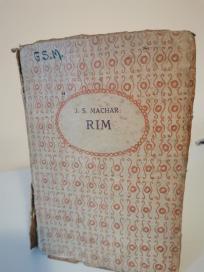 G S. M.
J. S. MACHAR:
RIM